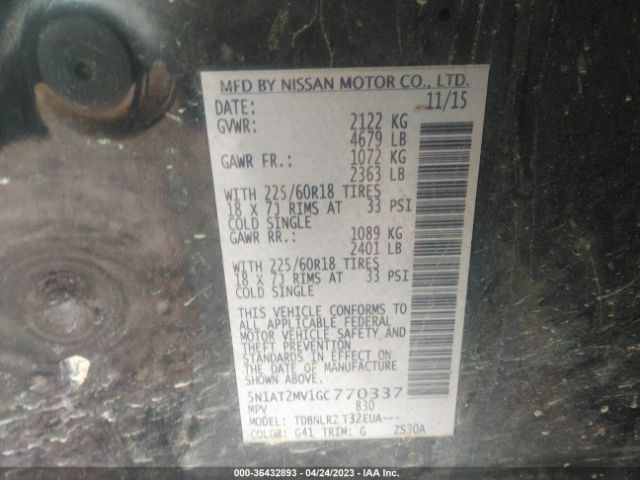 MFD BY NISSAN MOTOR CO., LTD.
DATE: 11/15
GVWR: 2122 KG
4679 LB
GAWR FR.: 1072 KG
2363 LB
WITH 225/60R18 TIRES
18 X 7J RIMS AT 33 PSI
COLD SINGLE
GAWR RR.: 1089 KG
2401 LB
WITH 225/60R18 TIRES
18 X 7J RIMS AT 33 PSI
COLD SINGLE
THIS VEHICLE CONFORMS TO
ALL APPLICABLE FEDERAL
MOTOR VEHICLE SAFETY AND
THEFT PREVENTION
STANDARDS IN EFFECT ON
THE DATE OF MANUFACTURE
SHOWN ABOVE.
5N1AT2MV1GC770337
MPV 830
MODEL: TDBNLRZ T32EUA---
COLOR: G41 TRIM: G ZS30A
000-36432893 - 04/24/2023 - IAAI.com